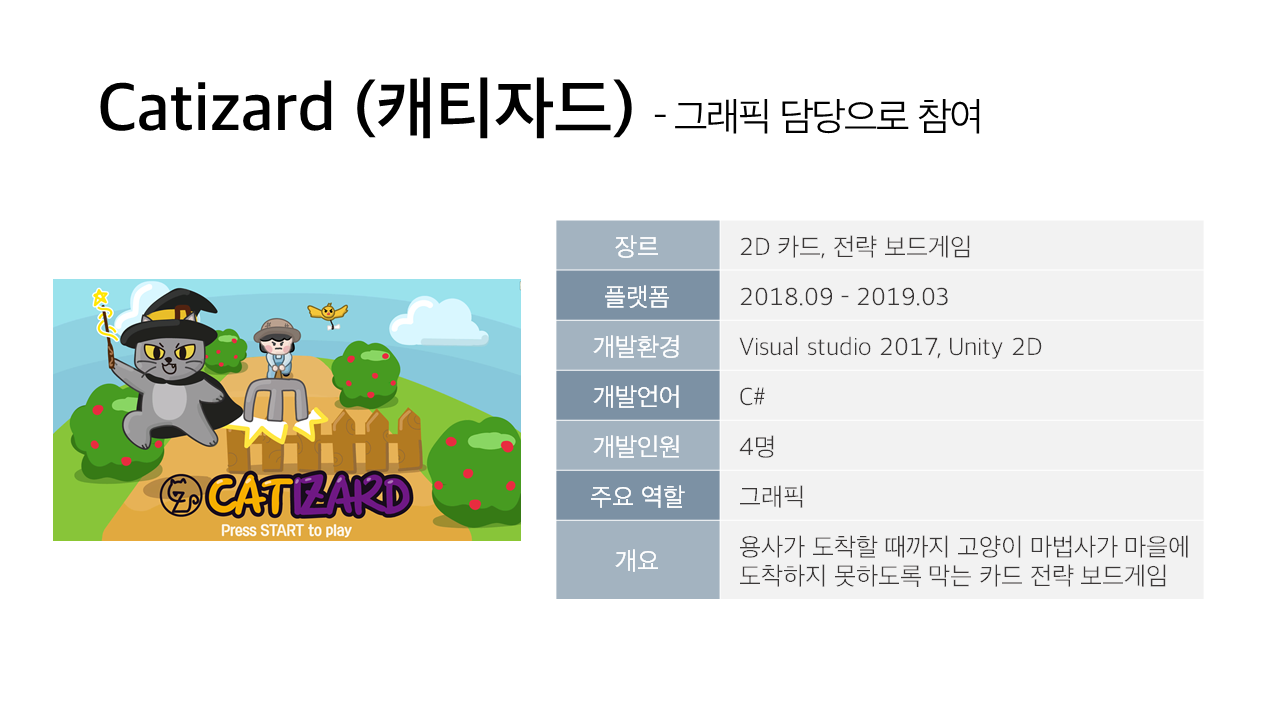 Catizard (캐티자드) - 그래픽 담당으로 참여
장르 2D 카드, 전략 보드게임
플랫폼 2018.09 - 2019.03
개발환경 Visual studio 2017, Unity 2D
개발언어 C#
개발인원 4명
주요 역할 그래픽
개요 용사가 도착할 때까지 고양이 마법사가 마을에
도착하지 못하도록 막는 카드 전략 보드게임
CZ CATIZARD
Press START to play